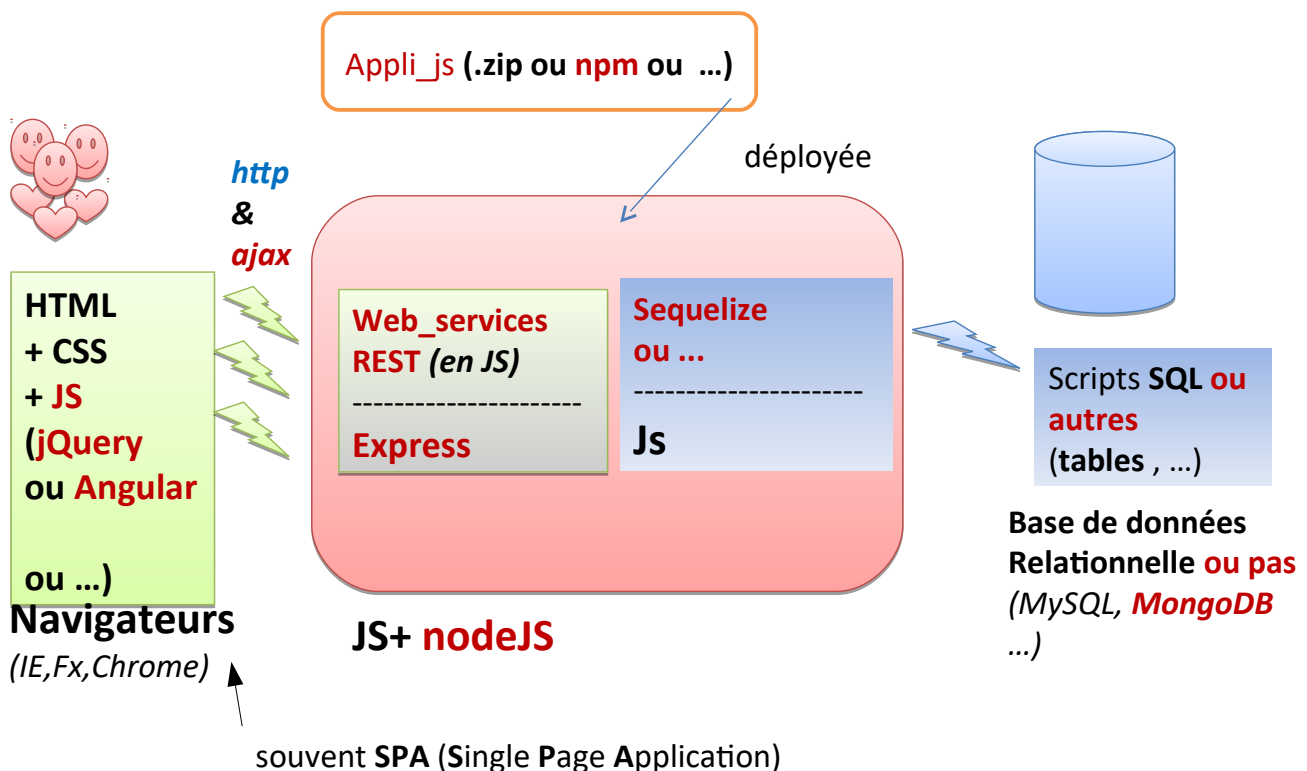 Appli_js (.zip ou npm ou …)
déployée
http
&
ajax
HTML
+ CSS
+ JS
(jQuery
ou Angular
ou …)
Navigateurs
(IE,Fx,Chrome)
Web_services
REST (en JS)
----------------------
Express
Sequelize
ou ...
----------------------
Js
JS+ nodeJS
Scripts SQL ou
autres
(tables , …)
Base de données
Relationnelle ou pas
(MySQL, MongoDB
…)
souvent SPA (Single Page Application)